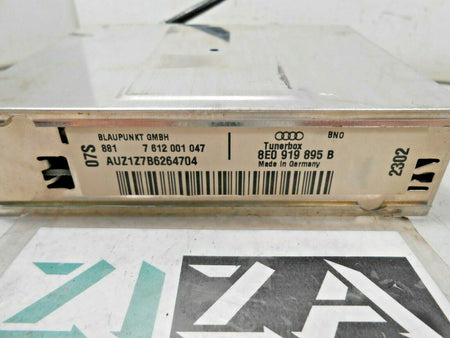 07S
BLAUPUNKT GMBH
881 7 612 001 047
AUZ1Z7B6264704
BNO
Tunerbox
8E0 919 895 B
Made in Germany
2302